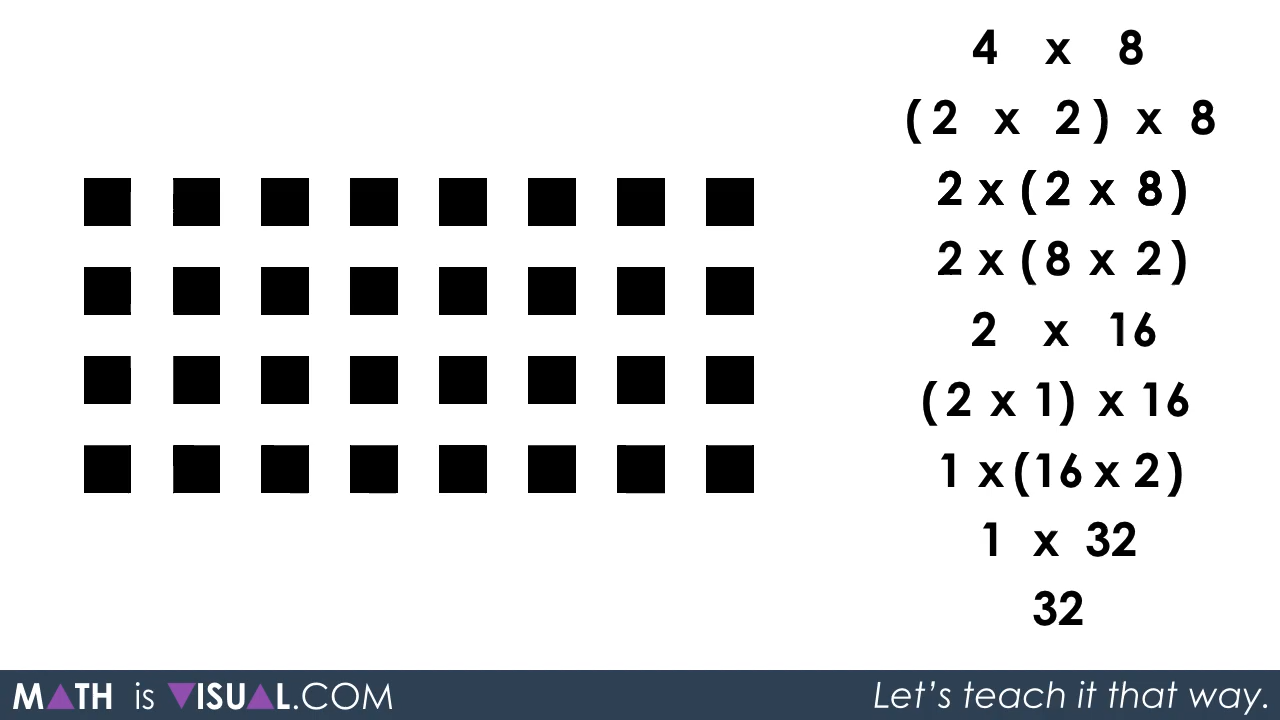 4 x 8
(2 x 2) x 8
2 x (2 x 8)
2 x (8 x 2)
2 x 16
(2 x 1) x 16
1 x (16 x 2)
1 x 32
32
MATH is VISUAL.COM
Let's teach it that way.